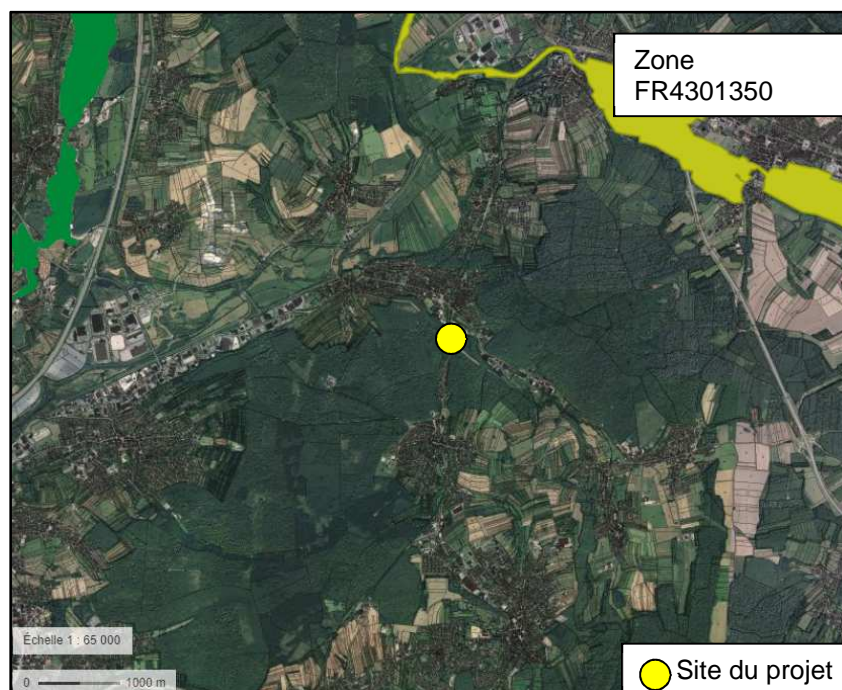 Zone
FR4301350
Échelle 1 : 65 000
0 1000 m
Site du projet